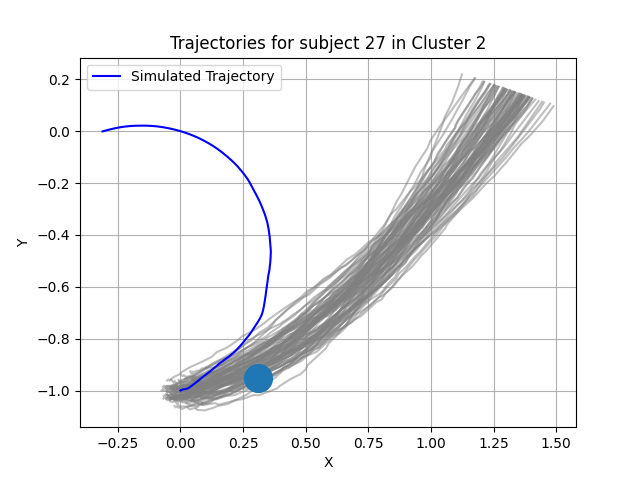 Trajectories for subject 27 in Cluster 2
Simulated Trajectory
0.2
0.0
−0.2
−0.4
−0.6
−0.8
−1.0
Y
−0.25 0.00 0.25 0.50 0.75 1.00 1.25 1.50
X